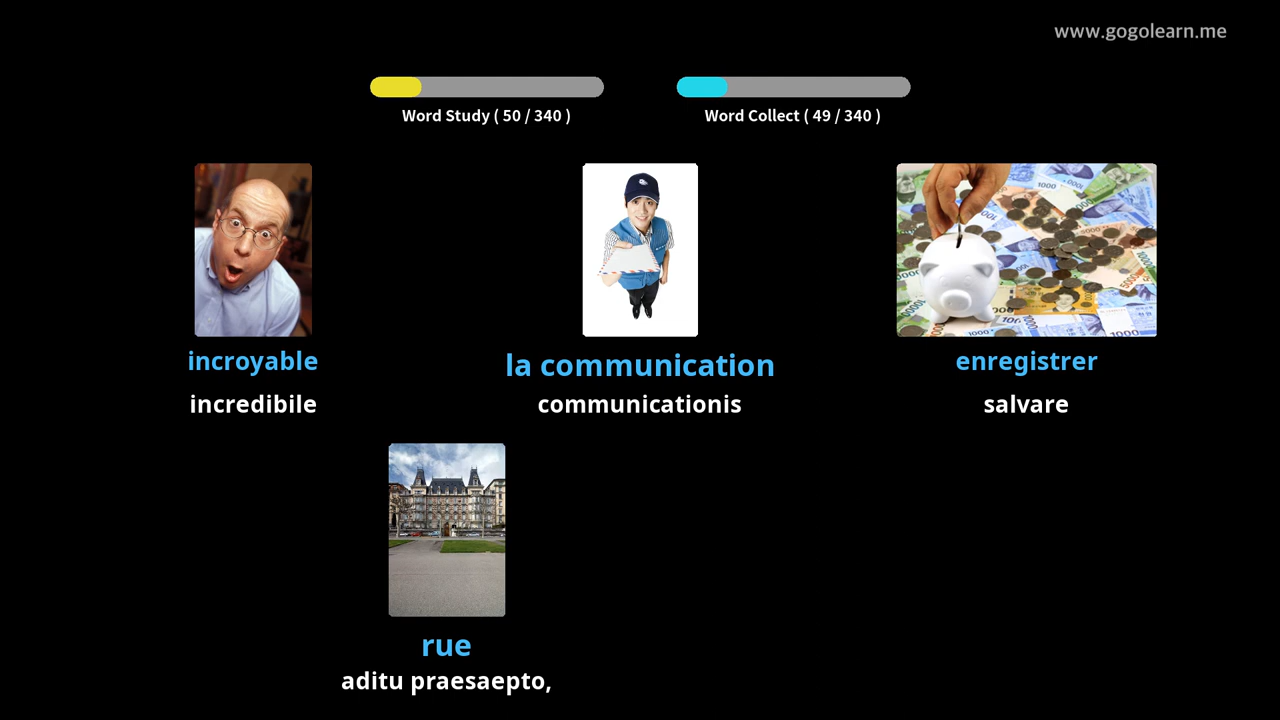 www.gogolearn.me
Word Study ( 50 / 340 )
Word Collect ( 49 / 340 )
incroyable
incredibile
la communication
communicationis
enregistrer
salvare
rue
aditu praesaepto,